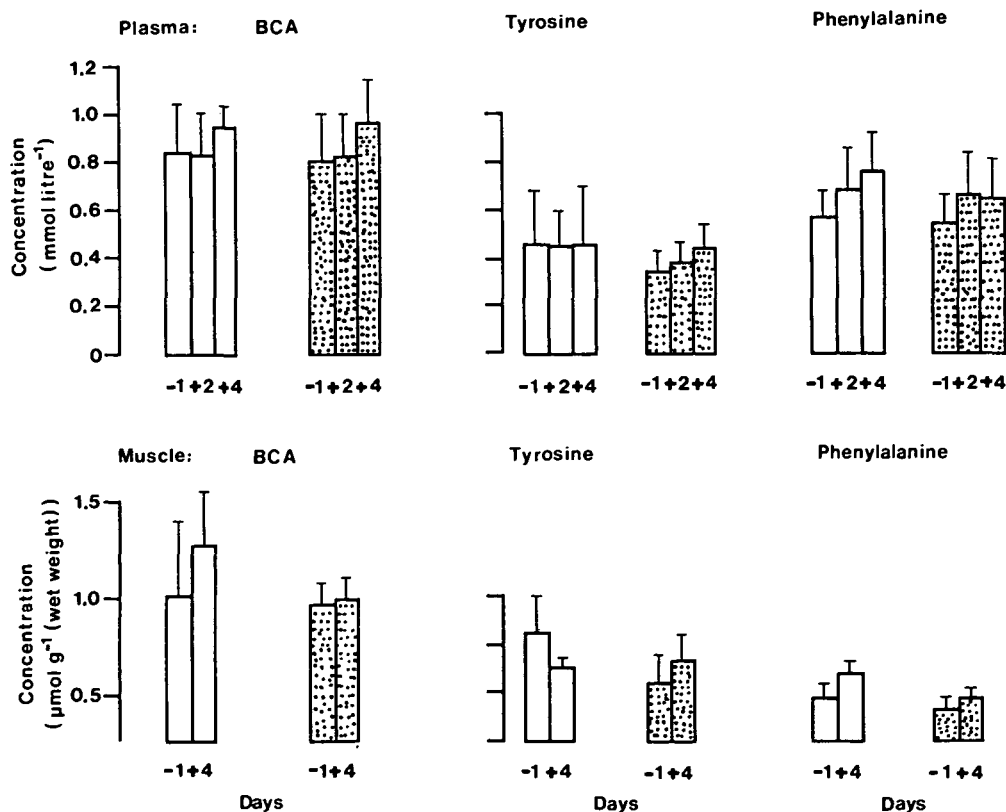 Plasma: BCA Tyrosine Phenylalanine
Concentration
(mmol litre⁻¹)
1.2
1.0
0.8
0.6
0.4
0.2
0
-1+2+4 -1+2+4 -1+2+4 -1+2+4 -1+2+4 -1+2+4
Muscle: BCA Tyrosine Phenylalanine
Concentration
(μmol g⁻¹ (wet weight))
1.5
1.0
0.5
-1+4 -1+4 -1+4 -1+4 -1+4 -1+4
Days Days Days